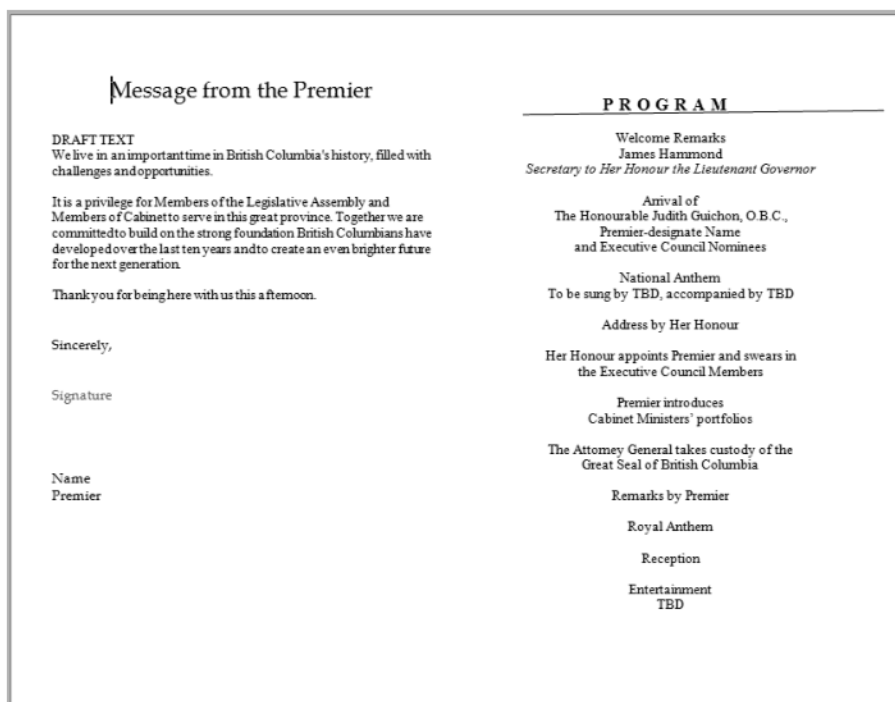 Message from the Premier
DRAFT TEXT
We live in an important time in British Columbia's history, filled with
challenges and opportunities.
It is a privilege for Members of the Legislative Assembly and
Members of Cabinet to serve in this great province. Together we are
committed to build on the strong foundation British Columbians have
developed over the last ten years and to create an even brighter future
for the next generation.
Thank you for being here with us this afternoon.
Sincerely,
Signature
Name
Premier
PROGRAM
Welcome Remarks
James Hammond
Secretary to Her Honour the Lieutenant Governor
Arrival of
The Honourable Judith Guichon, O.B.C.,
Premier-designate Name
and Executive Council Nominees
National Anthem
To be sung by TBD, accompanied by TBD
Address by Her Honour
Her Honour appoints Premier and swears in
the Executive Council Members
Premier introduces
Cabinet Ministers' portfolios
The Attorney General takes custody of the
Great Seal of British Columbia
Remarks by Premier
Royal Anthem
Reception
Entertainment
TBD